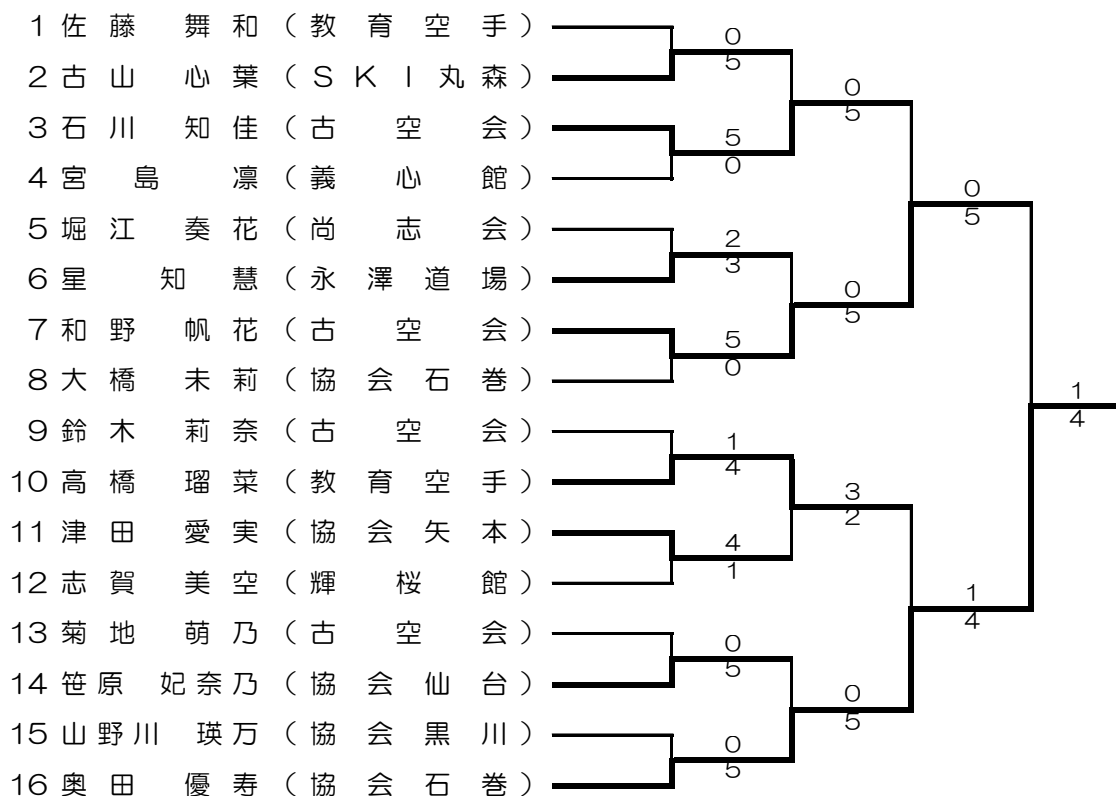 1 佐藤 舞和 (教育空手)
0
5
2 古山 心葉 (SKI丸森)
0
5
3 石川 知佳 (古空会)
5
0
4 宮島 凛 (義心館)
0
5
5 堀江 奏花 (尚志会)
2
3
6 星 知慧 (永澤道場)
0
5
7 和野 帆花 (古空会)
5
0
8 大橋 未莉 (協会石巻)
1
4
9 鈴木 莉奈 (古空会)
1
4
10 高橋 瑠菜 (教育空手)
3
2
11 津田 愛実 (協会矢本)
4
1
12 志賀 美空 (輝桜館)
1
4
13 菊地 萌乃 (古空会)
0
5
14 笹原 妃奈乃 (協会仙台)
0
5
15 山野川 瑛万 (協会黒川)
0
5
16 奥田 優寿 (協会石巻)